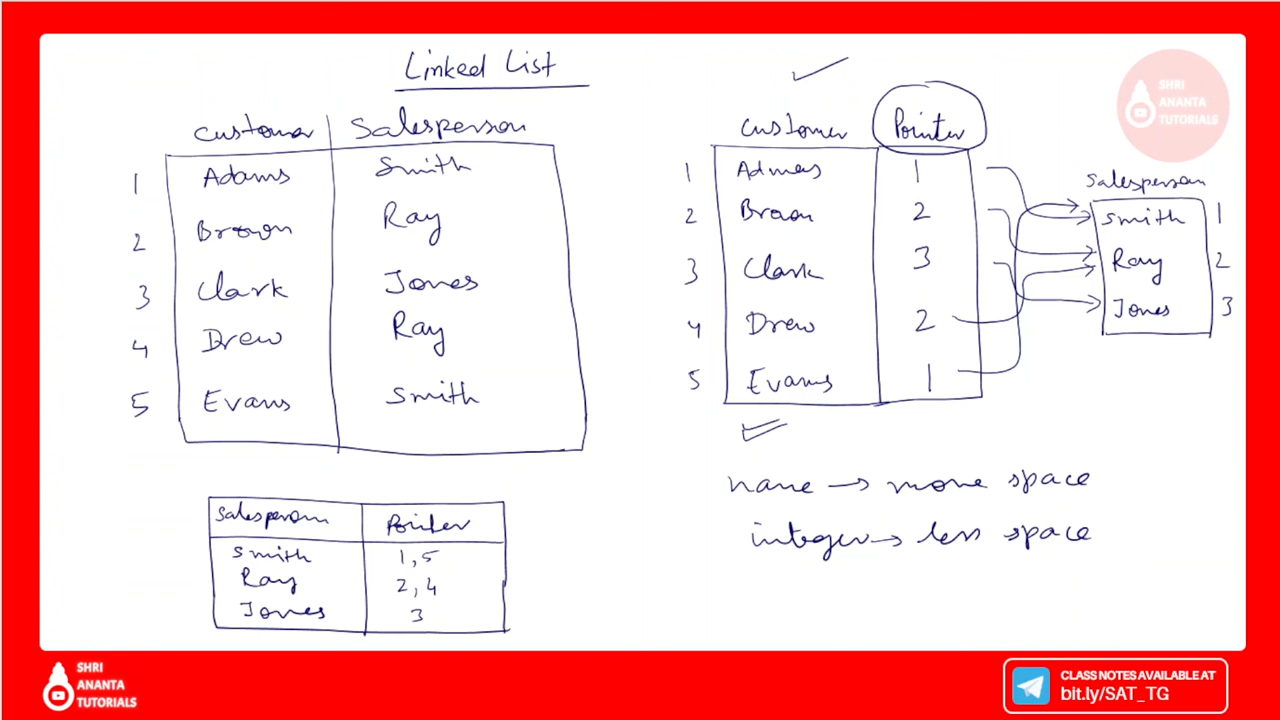 Linked List
Customer Salesperson
1 Adams Smith
2 Brown Ray
3 Clark Jones
4 Drew Ray
5 Evans Smith
Salesperson Pointer
Smith 1,5
Ray 2,4
Jones 3
Customer Pointer
1 Admas 1
2 Brown 2
3 Clark 3
4 Drew 2
5 Evans 1
Salesperson
Smith 1
Ray 2
Jones 3
name → more space
integer → less space
SHRI
ANANTA
TUTORIALS
SHRI
ANANTA
TUTORIALS
CLASS NOTES AVAILABLE AT
bit.ly/SAT_TG